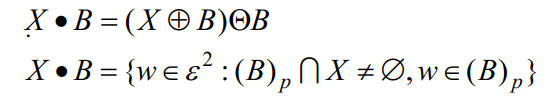 X • B = (X ⊕ B)ΘB
X • B = {w ∈ ε² : (B)ₚ ⋂ X ≠ ∅, w ∈ (B)ₚ}